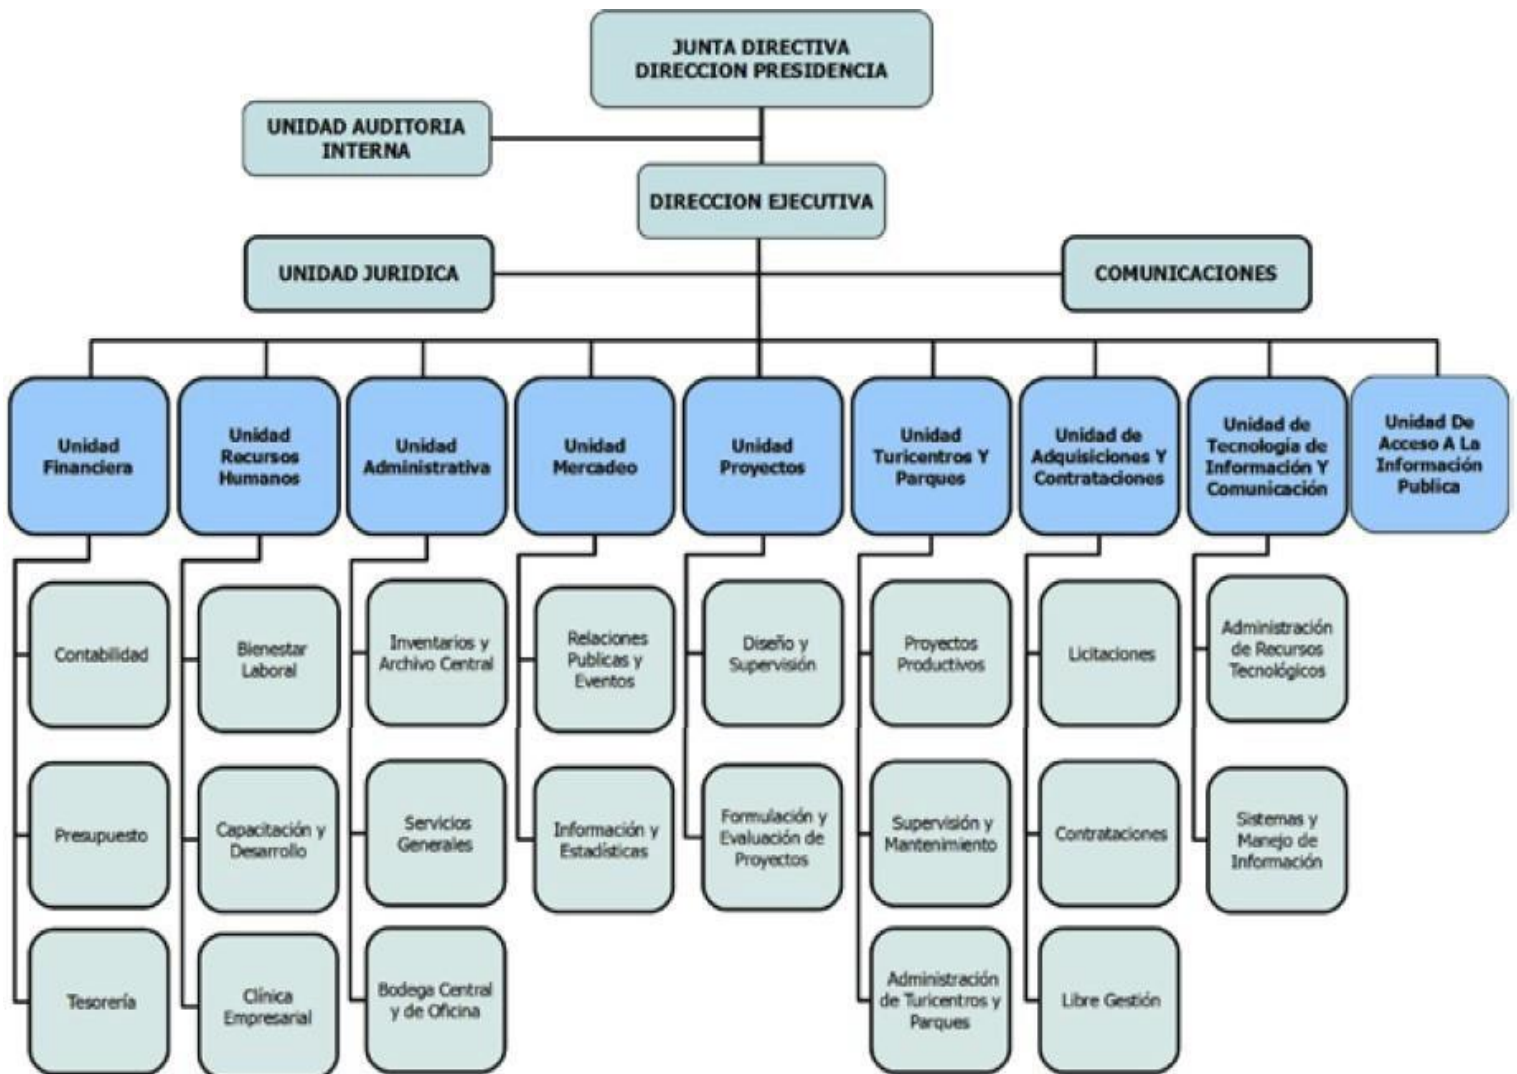 JUNTA DIRECTIVA
DIRECCION PRESIDENCIA
UNIDAD AUDITORIA
INTERNA
DIRECCION EJECUTIVA
UNIDAD JURIDICA
COMUNICACIONES
Unidad
Financiera
Unidad
Recursos
Humanos
Unidad
Administrativa
Unidad
Mercadeo
Unidad
Proyectos
Unidad
Turicentros Y
Parques
Unidad de
Adquisiciones Y
Contrataciones
Unidad de
Tecnología de
Información Y
Comunicación
Unidad De
Acceso A La
Información
Publica
Contabilidad
Bienestar
Laboral
Inventarios y
Archivo Central
Relaciones
Publicas y
Eventos
Diseño y
Supervisión
Proyectos
Productivos
Licitaciones
Administración
de Recursos
Tecnológicos
Presupuesto
Capacitación y
Desarrollo
Servicios
Generales
Información y
Estadísticas
Formulación y
Evaluación de
Proyectos
Supervisión y
Mantenimiento
Contrataciones
Sistemas y
Manejo de
Información
Tesorería
Clínica
Empresarial
Bodega Central
y de Oficina
Administración
de Turicentros y
Parques
Libre Gestión